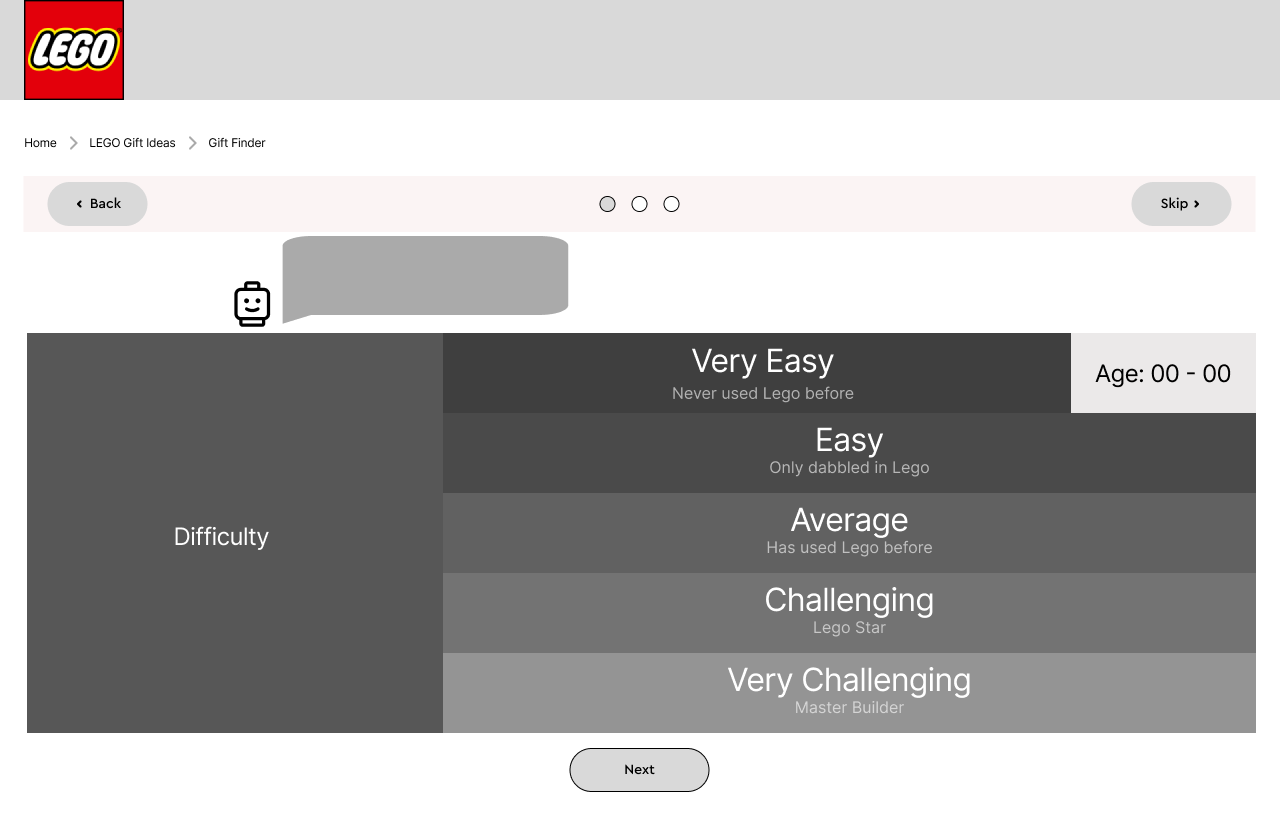 LEGO
Home
LEGO Gift Ideas
Gift Finder
Back
Skip
Difficulty
Very Easy
Never used Lego before
Age: 00 - 00
Easy
Only dabbled in Lego
Average
Has used Lego before
Challenging
Lego Star
Very Challenging
Master Builder
Next